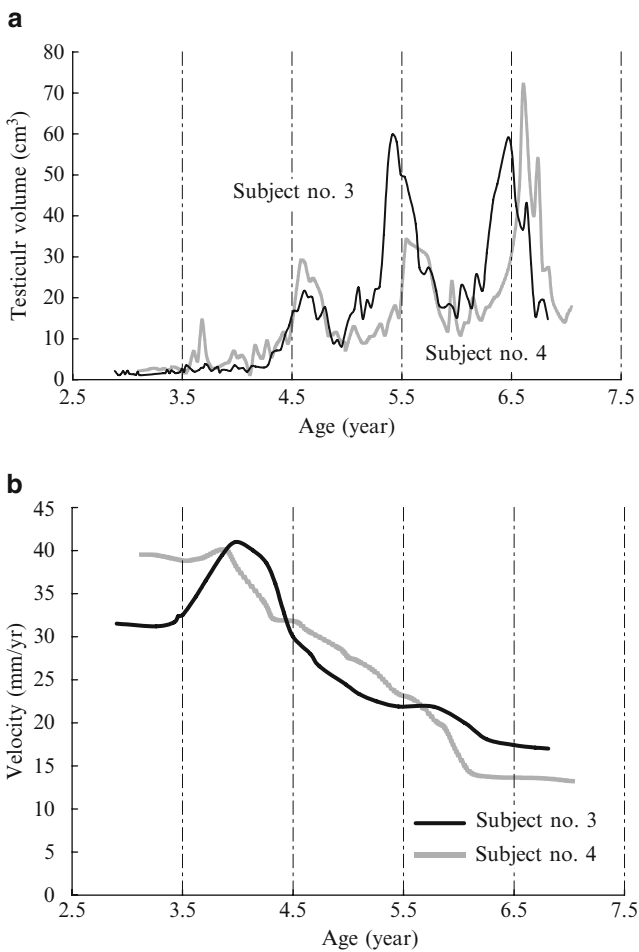 a
80
70
60
50
40
30
20
10
0
Testiculr volume (cm³)
Subject no. 3
Subject no. 4
2.5 3.5 4.5 5.5 6.5 7.5
Age (year)
b
45
40
35
30
25
20
15
10
5
0
Velocity (mm/yr)
Subject no. 3
Subject no. 4
2.5 3.5 4.5 5.5 6.5 7.5
Age (year)